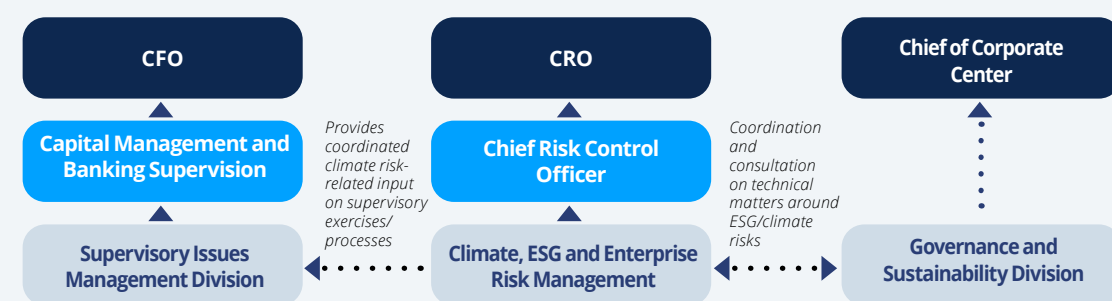 CFO
CRO
Chief of Corporate
Center
Capital Management and
Banking Supervision
Provides
coordinated
climate risk-
related input
on supervisory
exercises/
processes
Chief Risk Control
Officer
Coordination
and
consultation
on technical
matters around
ESG/climate
risks
Supervisory Issues
Management Division
Climate, ESG and Enterprise
Risk Management
Governance and
Sustainability Division